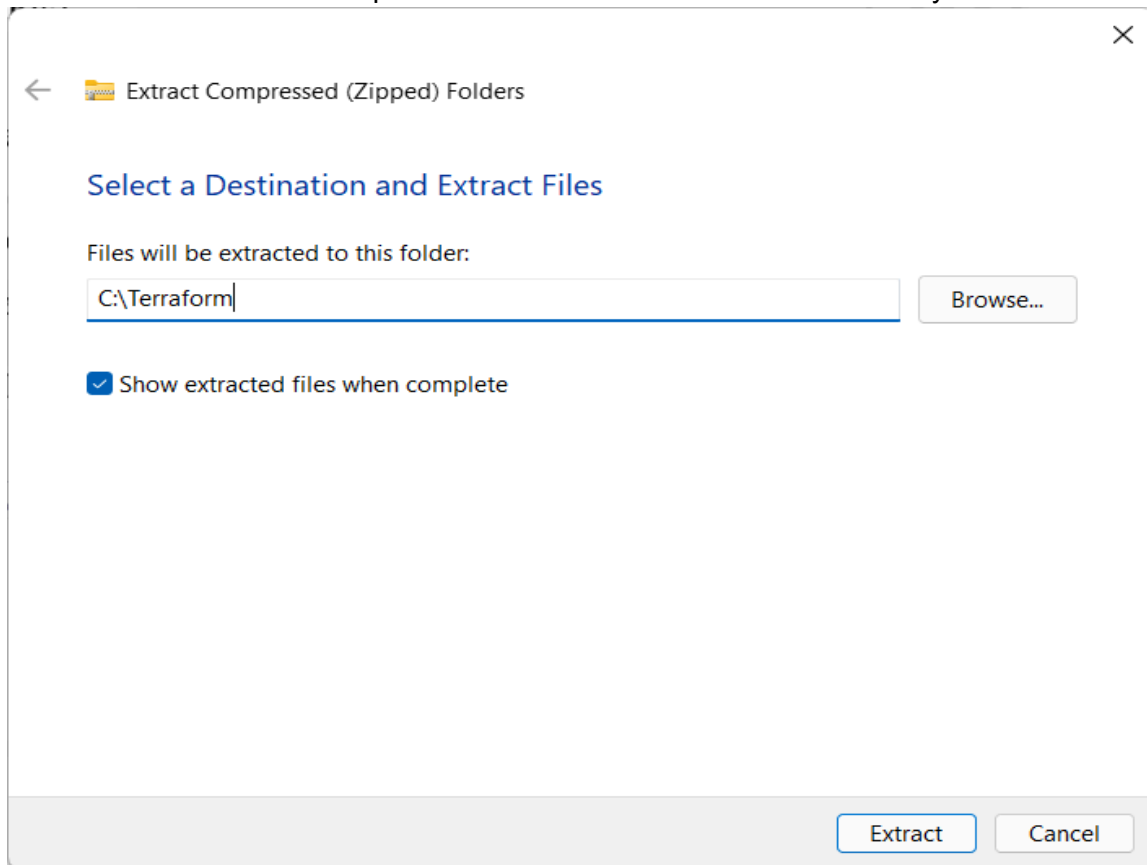 Extract Compressed (Zipped) Folders
Select a Destination and Extract Files
Files will be extracted to this folder:
C:\Terraform
Browse...
Show extracted files when complete
Extract
Cancel